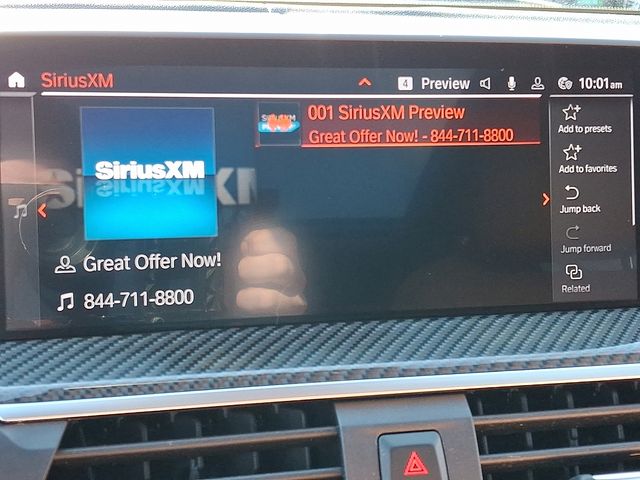 SiriusXM
4 Preview 10:01am
SiriusXM
001 SiriusXM Preview
Great Offer Now! - 844-711-8800
Great Offer Now!
844-711-8800
Add to presets
Add to favorites
Jump back
Jump forward
Related